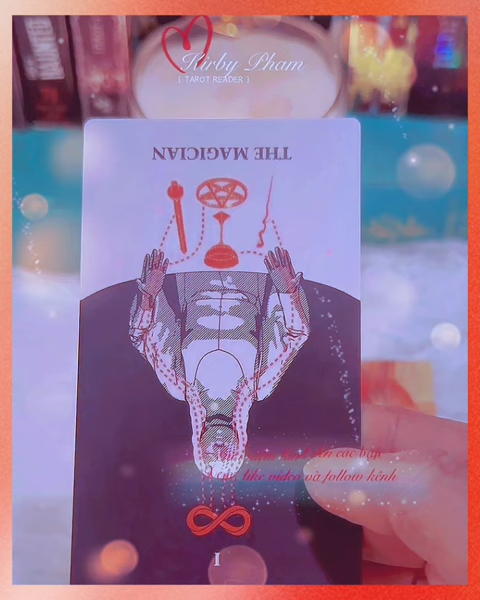 Kirby Pham
[ TAROT READER ]
THE MAGICIAN
các bạn
like video và follow kênh
I